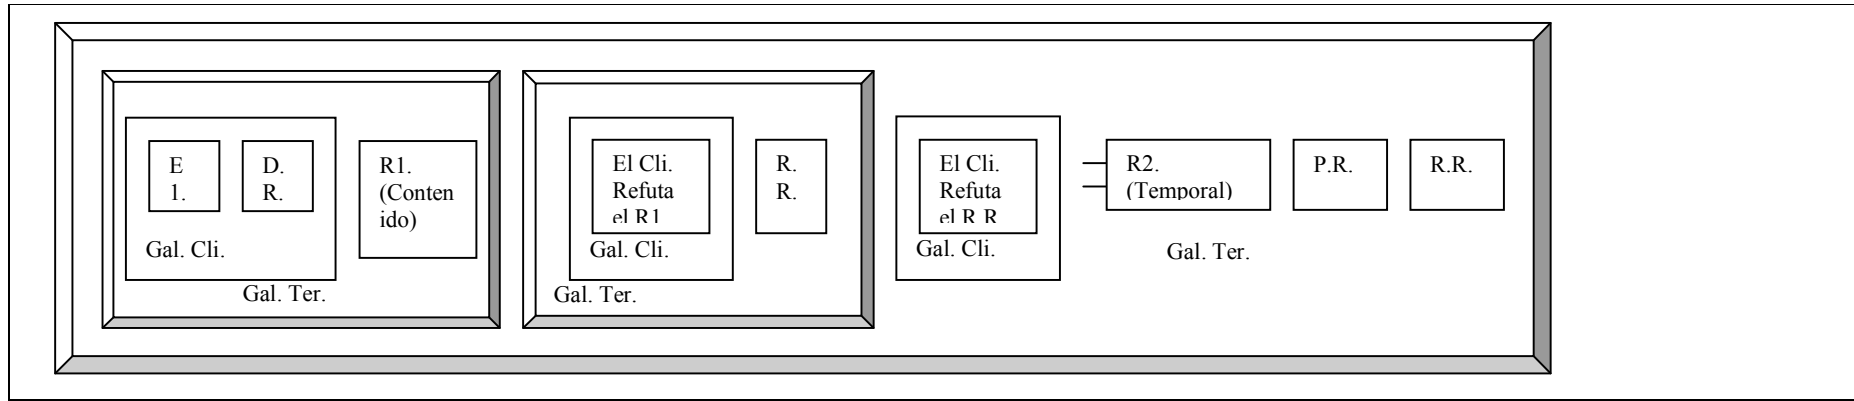 E
1.
D.
R.
R1.
(Conten
ido)
Gal. Cli.
Gal. Ter.
El Cli.
Refuta
el R1
Gal. Cli.
R.
R.
Gal. Ter.
El Cli.
Refuta
el R.R
Gal. Cli.
R2.
(Temporal)
P.R.
R.R.
Gal. Ter.